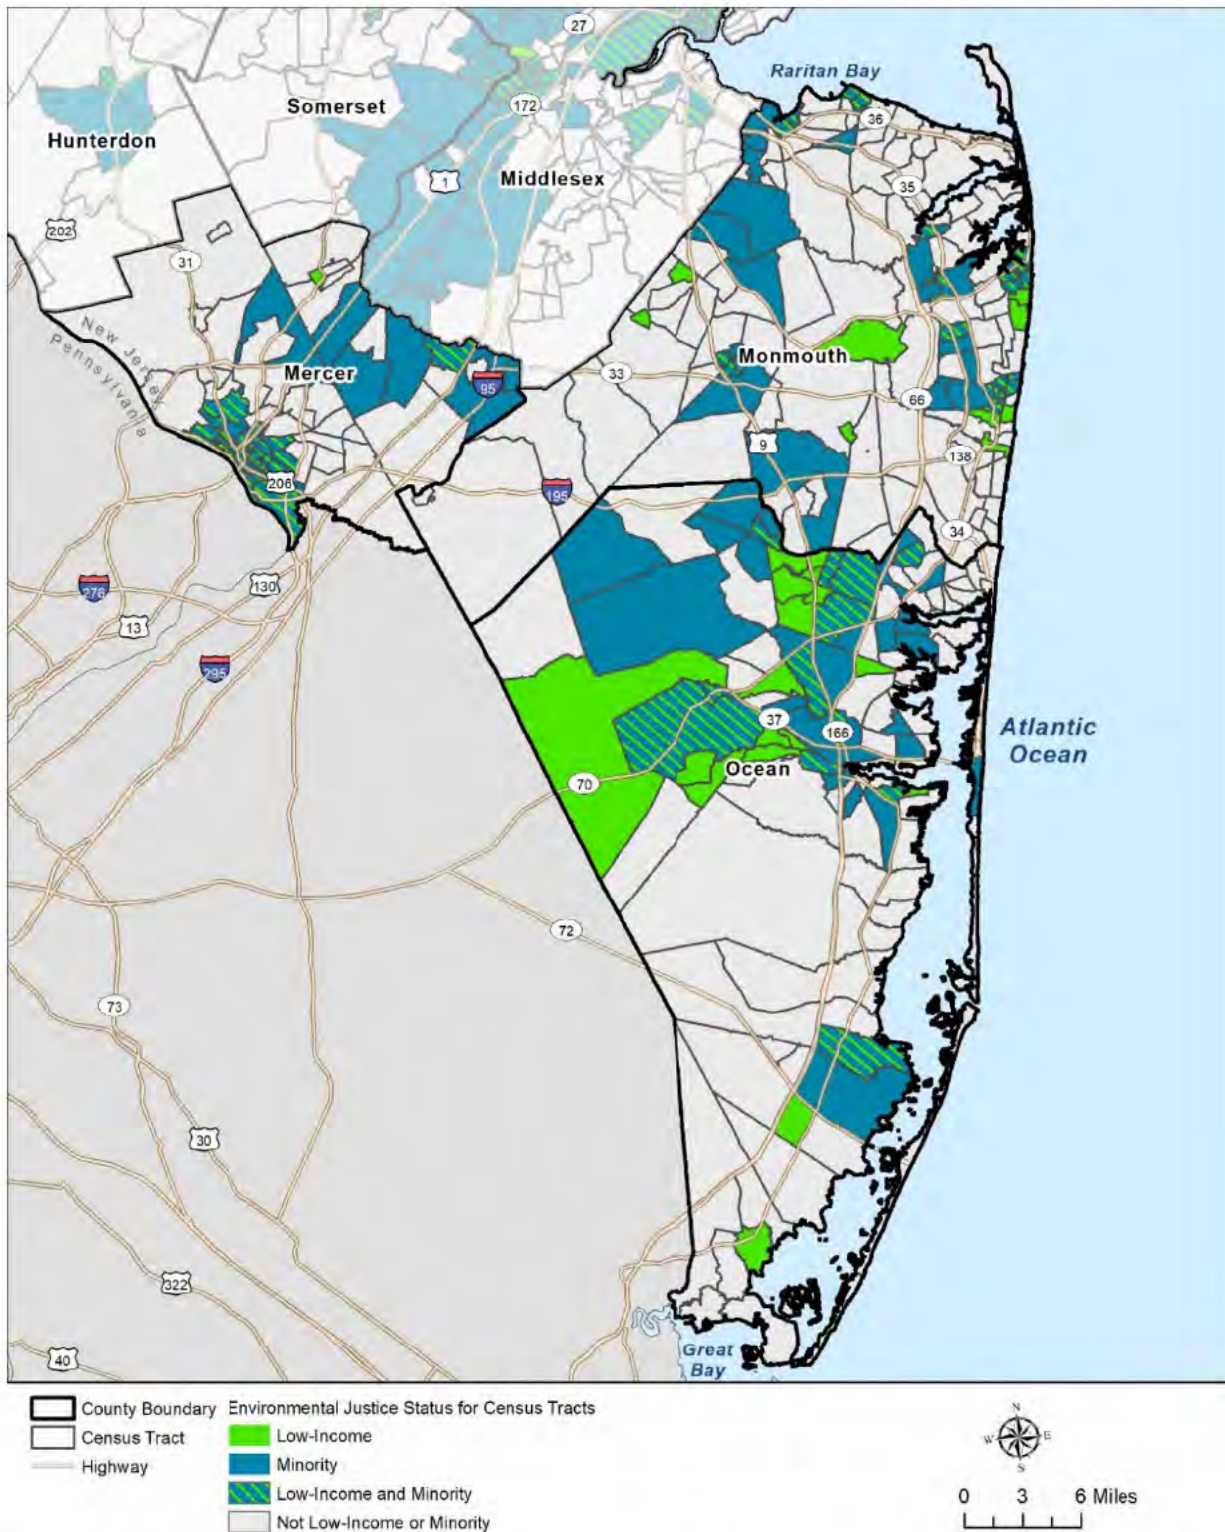 27
Raritan Bay
Somerset
172
36
Hunterdon
Middlesex
1
35
202
31
New Jersey
Pennsylvania
Mercer
Monmouth
33
95
66
9
138
206
195
34
276
130
13
295
Atlantic
Ocean
37
166
Ocean
70
72
73
30
322
Great
Bay
40
County Boundary
Census Tract
Highway
Environmental Justice Status for Census Tracts
Low-Income
Minority
Low-Income and Minority
Not Low-Income or Minority
N
W E
S
0 3 6 Miles